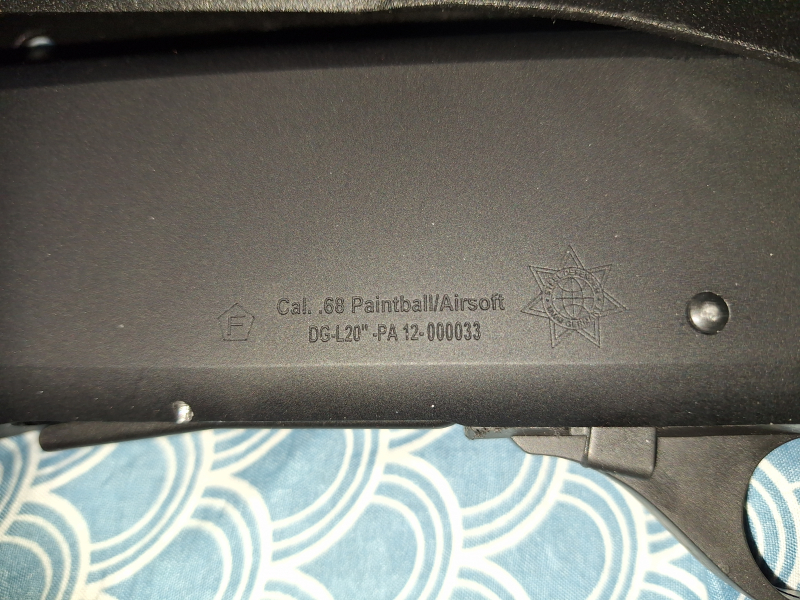 F
Cal. .68 Paintball/Airsoft
DG-L20" -PA 12- 000033